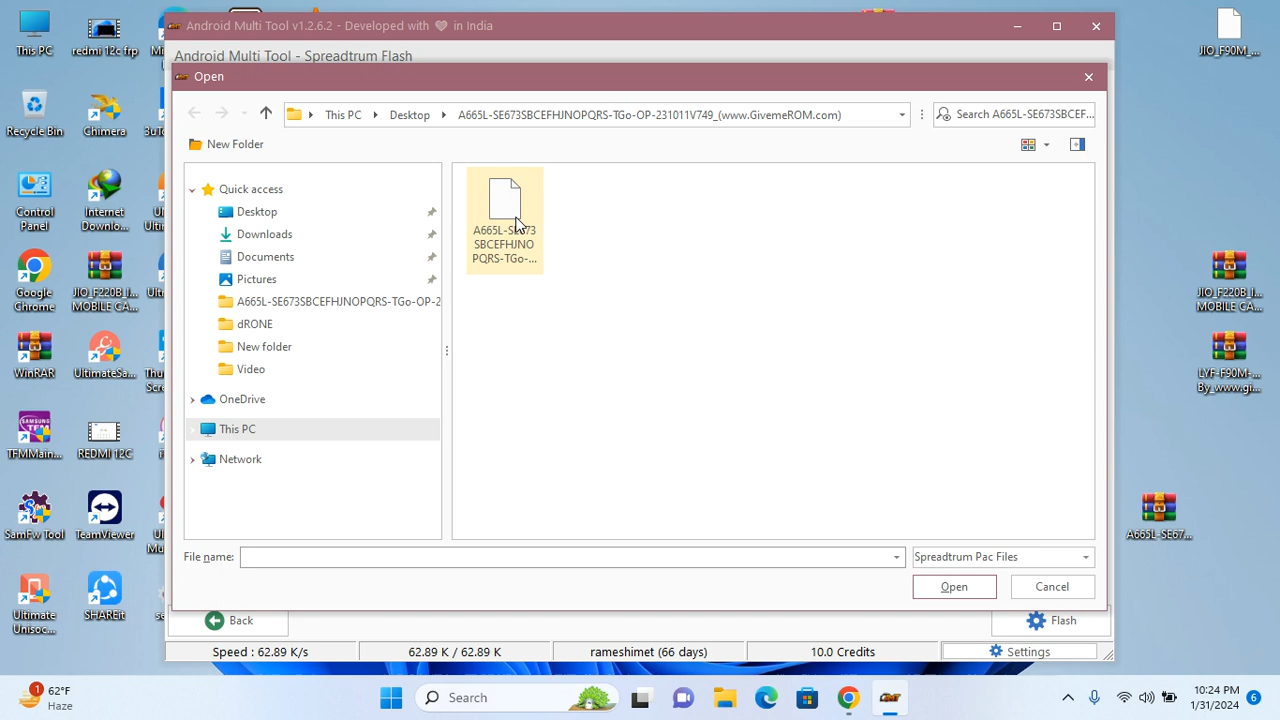 Android Multi Tool v1.2.6.2 - Developed with ❤ in India
Android Multi Tool - Spreadtrum Flash
Open
This PC
Desktop
A665L-SE673SBCEFHJNOPQRS-TGo-OP-231011V749_(www.GivemeROM.com)
Search A665L-SE673SBCEF...
New Folder
Quick access
Desktop
Downloads
Documents
Pictures
A665L-SE673SBCEFHJNOPQRS-TGo-OP-2
dRONE
New folder
Video
OneDrive
This PC
Network
A665L-SE673
SBCEFHJNO
PQRS-TGo-...
File name:
Spreadtrum Pac Files
Open
Cancel
Back
Flash
Speed : 62.89 K/s
62.89 K / 62.89 K
rameshimet (66 days)
10.0 Credits
Settings
This PC
redmi 12c frp
Recycle Bin
Chimera
Control
Panel
Internet
Downlo...
Google
Chrome
JIO_F220B_I...
MOBILE CA...
WinRAR
UltimateSa...
TFMMain...
REDMI 12C
SamFw Tool
TeamViewer
Ultimate
Unisoc...
SHAREit
JIO_F90M_...
JIO_F220B_I...
MOBILE CA...
LYF-F90M-...
By_www.gi...
A665L-SE67...
1
62°F
Haze
Search
10:24 PM
1/31/2024
6